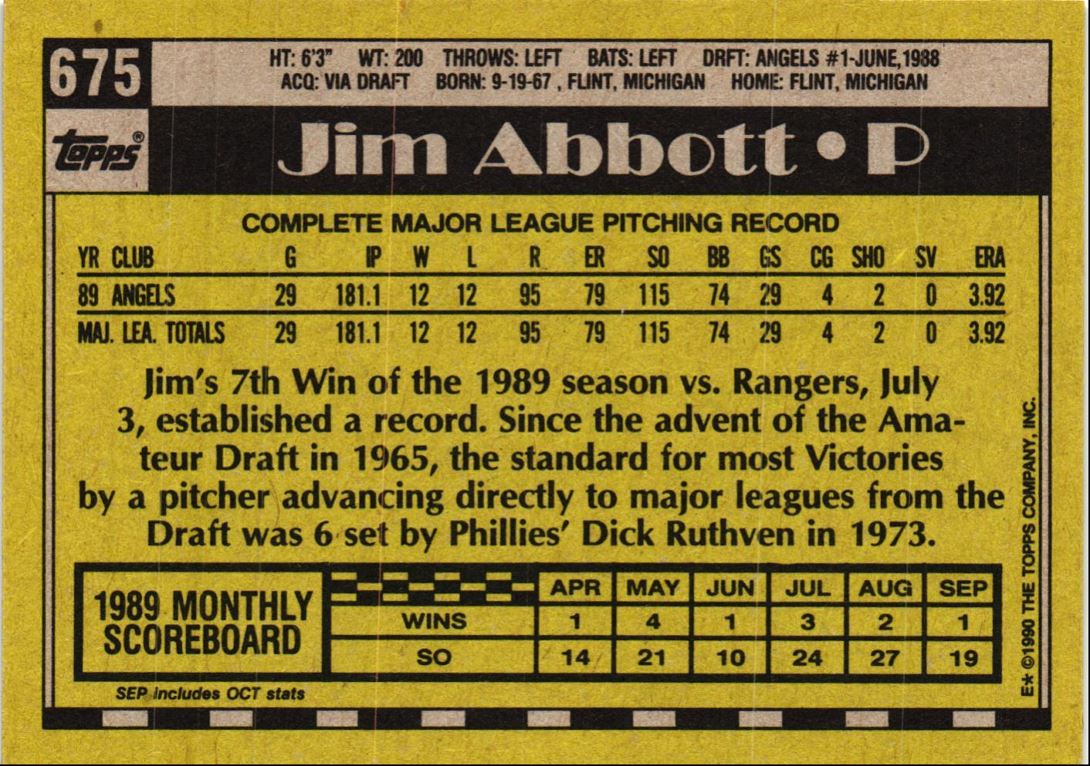 675
HT: 6'3" WT: 200 THROWS: LEFT BATS: LEFT DRFT: ANGELS #1-JUNE,1988
ACQ: VIA DRAFT BORN: 9-19-67 , FLINT, MICHIGAN HOME: FLINT, MICHIGAN
topps®
Jim Abbott • P
COMPLETE MAJOR LEAGUE PITCHING RECORD
YR CLUB G IP W L R ER SO BB GS CG SHO SV ERA
89 ANGELS 29 181.1 12 12 95 79 115 74 29 4 2 0 3.92
MAJ. LEA. TOTALS 29 181.1 12 12 95 79 115 74 29 4 2 0 3.92
Jim's 7th Win of the 1989 season vs. Rangers, July
3, established a record. Since the advent of the Ama-
teur Draft in 1965, the standard for most Victories
by a pitcher advancing directly to major leagues from the
Draft was 6 set by Phillies' Dick Ruthven in 1973.
1989 MONTHLY
SCOREBOARD
APR MAY JUN JUL AUG SEP
WINS 1 4 1 3 2 1
SO 14 21 10 24 27 19
SEP includes OCT stats
E* ©1990 THE TOPPS COMPANY, INC.